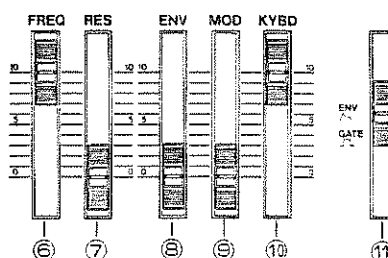 FREQ RES ENV MOD KYBD
10 10 10 10
5 5 5 5
0 0 0
ENV
GATE
⑥ ⑦ ⑧ ⑨ ⑩ ⑪